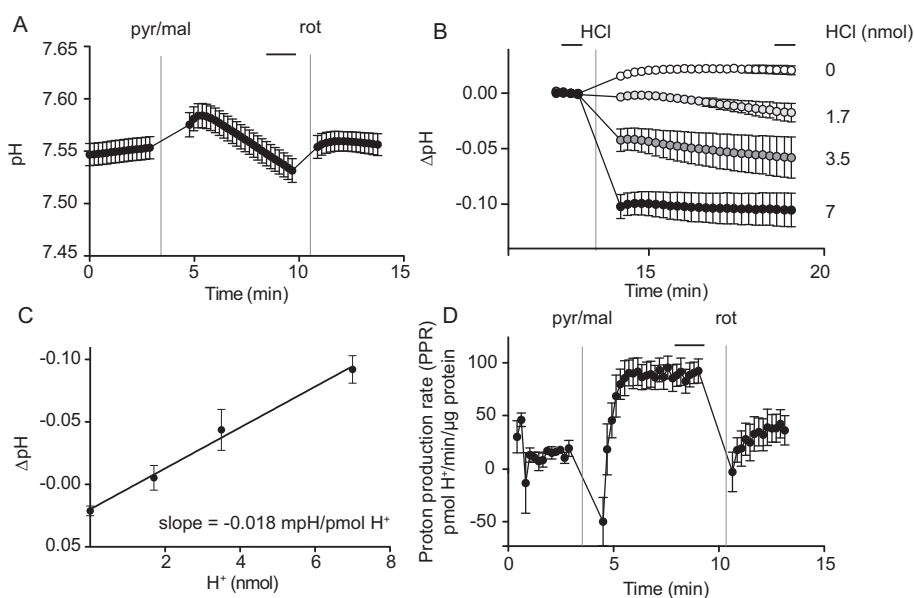 A
pyr/mal
rot
7.65
7.60
7.55
7.50
7.45
pH
0
5
10
15
Time (min)
B
HCl
HCl (nmol)
0.00
-0.05
-0.10
ΔpH
0
1.7
3.5
7
15
20
Time (min)
C
-0.10
-0.05
-0.00
0.05
ΔpH
slope = -0.018 mpH/pmol H⁺
2
4
6
8
H⁺ (nmol)
D
pyr/mal
rot
Proton production rate (PPR)
pmol H⁺/min/µg protein
100
50
0
-50
0
5
10
15
Time (min)